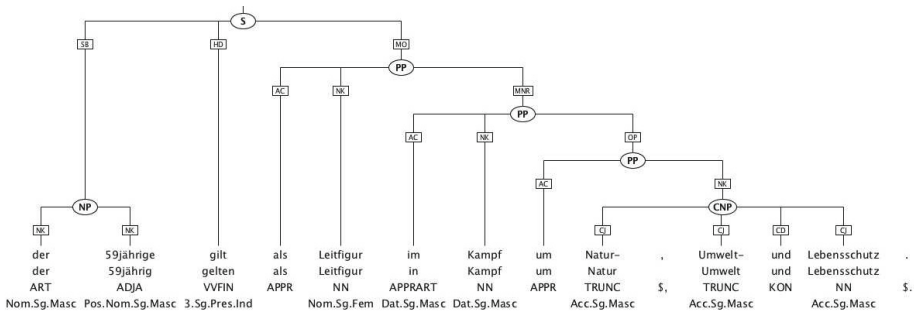 S
SB HD MO
PP
AC NK MNR
PP
AC NK OP
PP
AC NK
NP CNP
NK NK CJ CJ CD CJ
der 59jährige gilt als Leitfigur im Kampf um Natur- , Umwelt- und Lebensschutz .
der 59jährig gelten als Leitfigur in Kampf um Natur Umwelt und Lebensschutz
ART ADJA VVFIN APPR NN APPRART NN APPR TRUNC $, TRUNC KON NN $.
Nom.Sg.Masc Pos.Nom.Sg.Masc 3.Sg.Pres.Ind Nom.Sg.Fem Dat.Sg.Masc Dat.Sg.Masc Acc.Sg.Masc Acc.Sg.Masc Acc.Sg.Masc